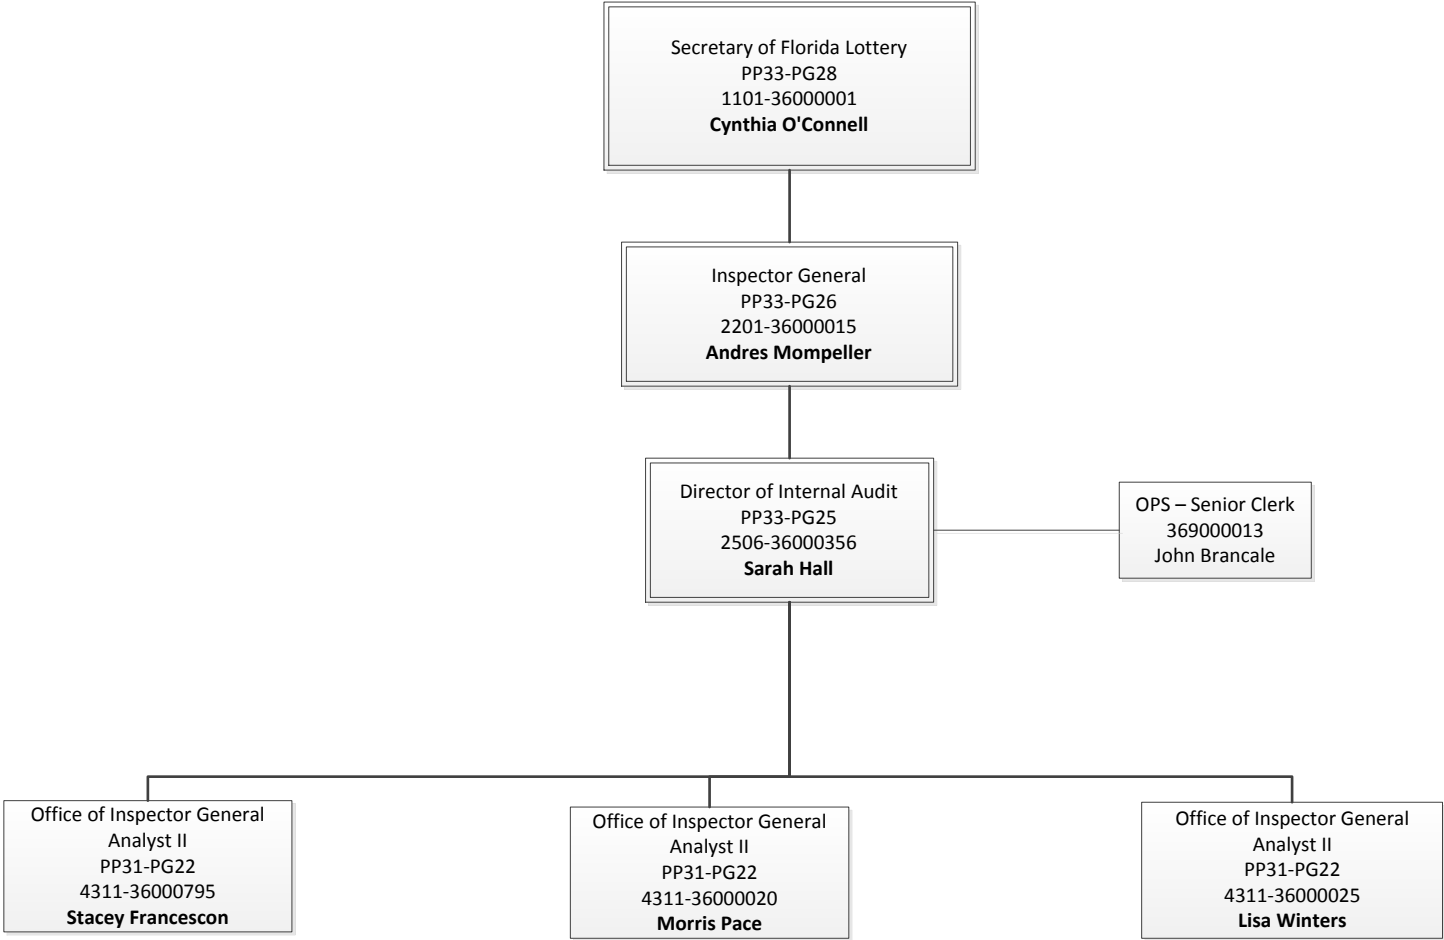 Secretary of Florida Lottery
PP33-PG28
1101-36000001
Cynthia O'Connell
Inspector General
PP33-PG26
2201-36000015
Andres Mompeller
Director of Internal Audit
PP33-PG25
2506-36000356
Sarah Hall
OPS – Senior Clerk
369000013
John Brancale
Office of Inspector General
Analyst II
PP31-PG22
4311-36000795
Stacey Francescon
Office of Inspector General
Analyst II
PP31-PG22
4311-36000020
Morris Pace
Office of Inspector General
Analyst II
PP31-PG22
4311-36000025
Lisa Winters